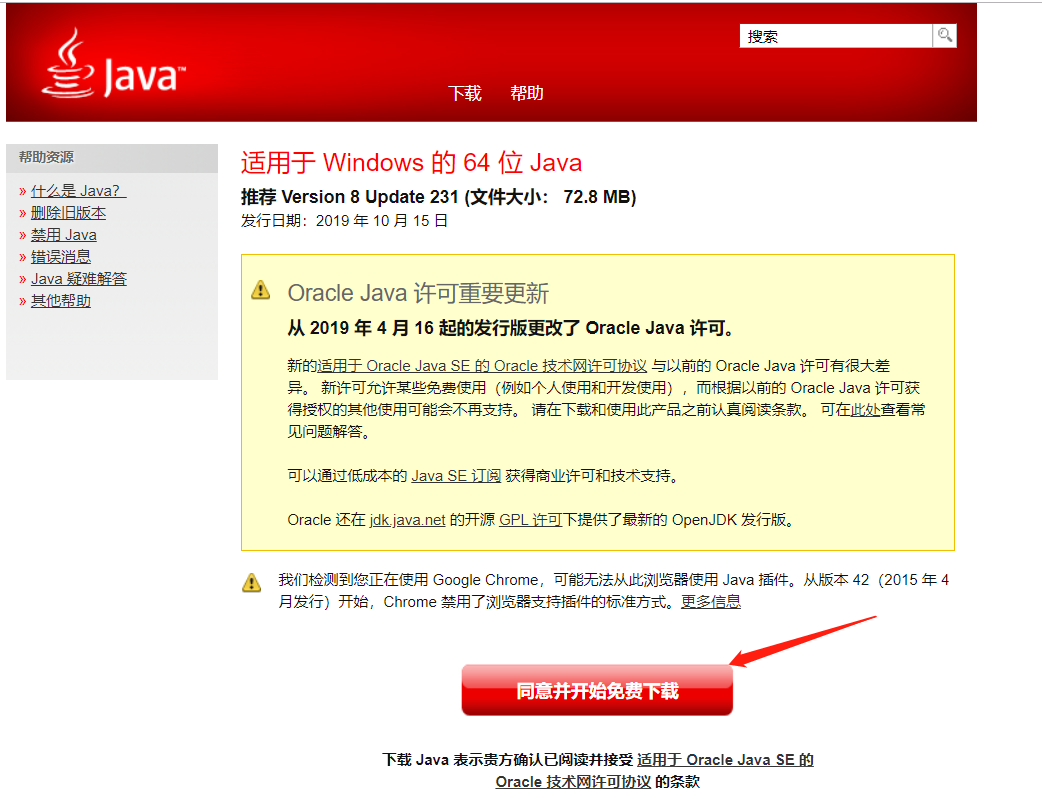 Java™
搜索
下载 帮助
帮助资源
» 什么是 Java?
» 删除旧版本
» 禁用 Java
» 错误消息
» Java 疑难解答
» 其他帮助
适用于 Windows 的 64 位 Java
推荐 Version 8 Update 231 (文件大小： 72.8 MB)
发行日期：2019 年 10 月 15 日
Oracle Java 许可重要更新
从 2019 年 4 月 16 起的发行版更改了 Oracle Java 许可。
新的适用于 Oracle Java SE 的 Oracle 技术网许可协议 与以前的 Oracle Java 许可有很大差
异。 新许可允许某些免费使用（例如个人使用和开发使用），而根据以前的 Oracle Java 许可获
得授权的其他使用可能会不再支持。 请在下载和使用此产品之前认真阅读条款。 可在此处查看常
见问题解答。
可以通过低成本的 Java SE 订阅 获得商业许可和技术支持。
Oracle 还在 jdk.java.net 的开源 GPL 许可下提供了最新的 OpenJDK 发行版。
我们检测到您正在使用 Google Chrome，可能无法从此浏览器使用 Java 插件。从版本 42（2015 年 4
月发行）开始，Chrome 禁用了浏览器支持插件的标准方式。更多信息
同意并开始免费下载
下载 Java 表示贵方确认已阅读并接受 适用于 Oracle Java SE 的
Oracle 技术网许可协议 的条款